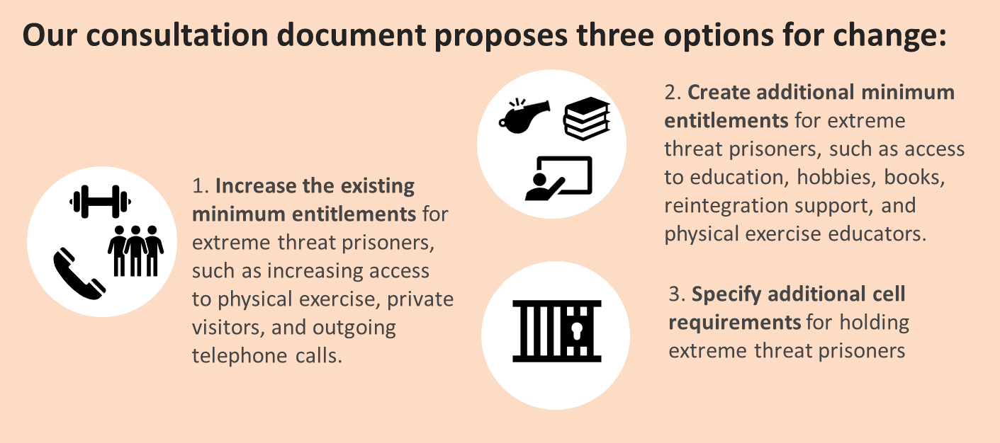 Our consultation document proposes three options for change:
1. Increase the existing
minimum entitlements for
extreme threat prisoners,
such as increasing access
to physical exercise, private
visitors, and outgoing
telephone calls.
2. Create additional minimum
entitlements for extreme
threat prisoners, such as access
to education, hobbies, books,
reintegration support, and
physical exercise educators.
3. Specify additional cell
requirements for holding
extreme threat prisoners